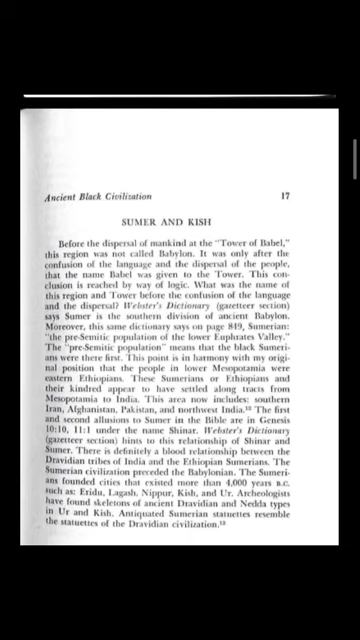 Ancient Black Civilization 17
SUMER AND KISH
Before the dispersal of mankind at the "Tower of Babel,"
this region was not called Babylon. It was only after the
confusion of the language and the dispersal of the people,
that the name Babel was given to the Tower. This con-
clusion is reached by way of logic. What was the name of
this region and Tower before the confusion of the language
and the dispersal? Webster's Dictionary (gazetteer section)
says Sumer is the southern division of ancient Babylon.
Moreover, this same dictionary says on page 849, Sumerian:
"the pre-Semitic population of the lower Euphrates Valley."
The "pre-Semitic population" means that the black Sumeri-
ans were there first. This point is in harmony with my origi-
nal position that the people in lower Mesopotamia were
eastern Ethiopians. These Sumerians or Ethiopians and
their kindred appear to have settled along tracts from
Mesopotamia to India. This area now includes: southern
Iran, Afghanistan, Pakistan, and northwest India.¹⁸ The first
and second allusions to Sumer in the Bible are in Genesis
10:10, 11:1 under the name Shinar. Webster's Dictionary
(gazetteer section) hints to this relationship of Shinar and
Sumer. There is definitely a blood relationship between the
Dravidian tribes of India and the Ethiopian Sumerians. The
Sumerian civilization preceded the Babylonian. The Sumeri-
ans founded cities that existed more than 4,000 years B.C.
such as: Eridu, Lagash, Nippur, Kish, and Ur. Archeologists
have found skeletons of ancient Dravidian and Nedda types
in Ur and Kish. Antiquated Sumerian statuettes resemble
the statuettes of the Dravidian civilization.¹⁹